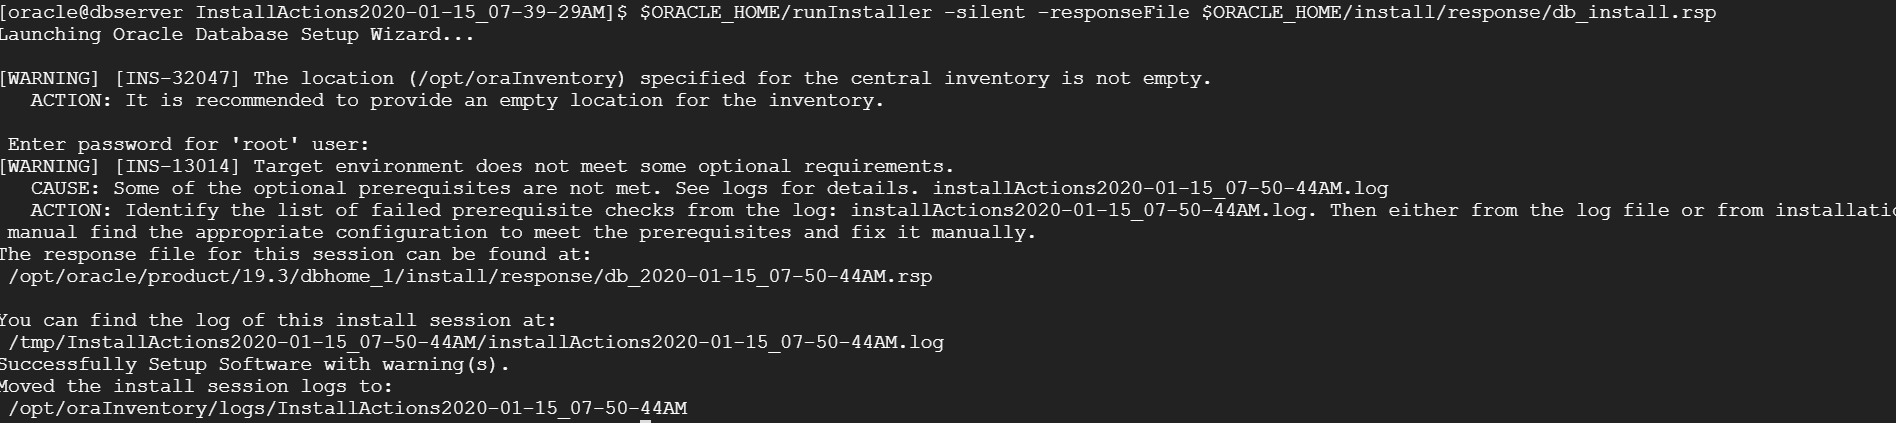 [oracle@dbserver InstallActions2020-01-15_07-39-29AM]$ $ORACLE_HOME/runInstaller -silent -responseFile $ORACLE_HOME/install/response/db_install.rsp
Launching Oracle Database Setup Wizard...
[WARNING] [INS-32047] The location (/opt/oraInventory) specified for the central inventory is not empty.
ACTION: It is recommended to provide an empty location for the inventory.
Enter password for 'root' user:
[WARNING] [INS-13014] Target environment does not meet some optional requirements.
CAUSE: Some of the optional prerequisites are not met. See logs for details. installActions2020-01-15_07-50-44AM.log
ACTION: Identify the list of failed prerequisite checks from the log: installActions2020-01-15_07-50-44AM.log. Then either from the log file or from installatio
manual find the appropriate configuration to meet the prerequisites and fix it manually.
The response file for this session can be found at:
/opt/oracle/product/19.3/dbhome_1/install/response/db_2020-01-15_07-50-44AM.rsp
You can find the log of this install session at:
/tmp/InstallActions2020-01-15_07-50-44AM/installActions2020-01-15_07-50-44AM.log
Successfully Setup Software with warning(s).
Moved the install session logs to:
/opt/oraInventory/logs/InstallActions2020-01-15_07-50-44AM